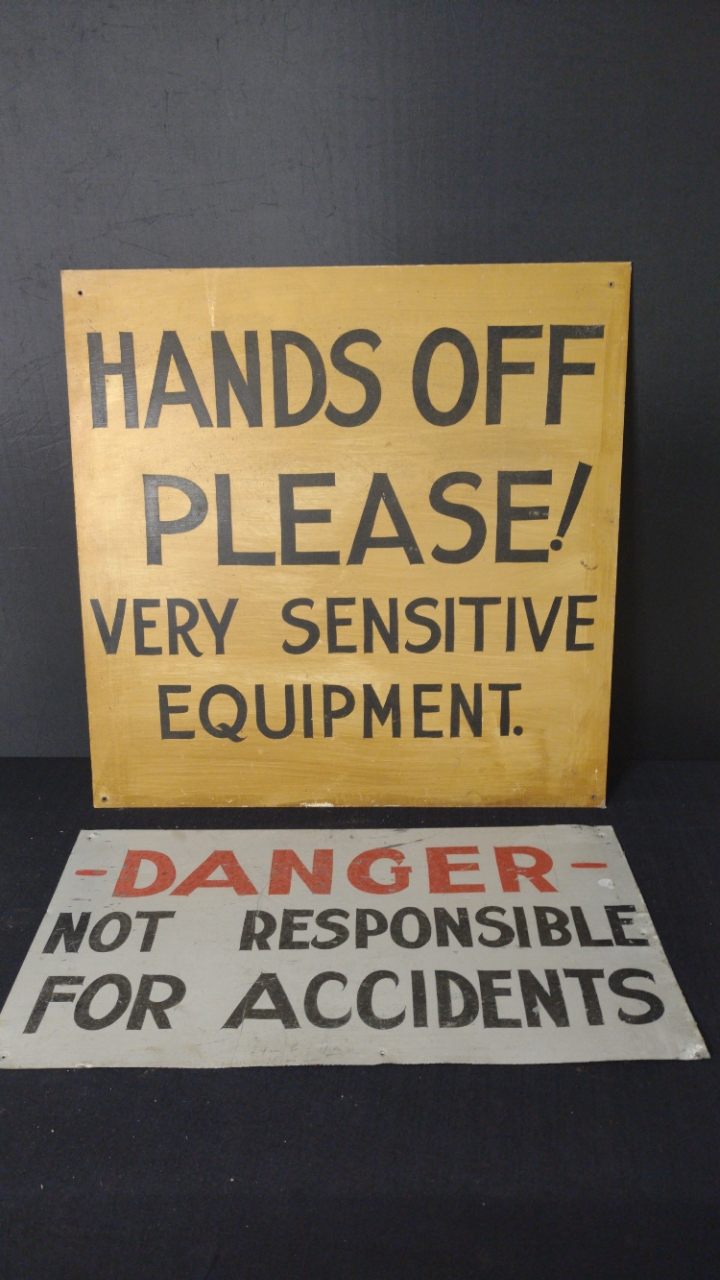 HANDS OFF
PLEASE!
VERY SENSITIVE
EQUIPMENT.
-DANGER-
NOT RESPONSIBLE
FOR ACCIDENTS